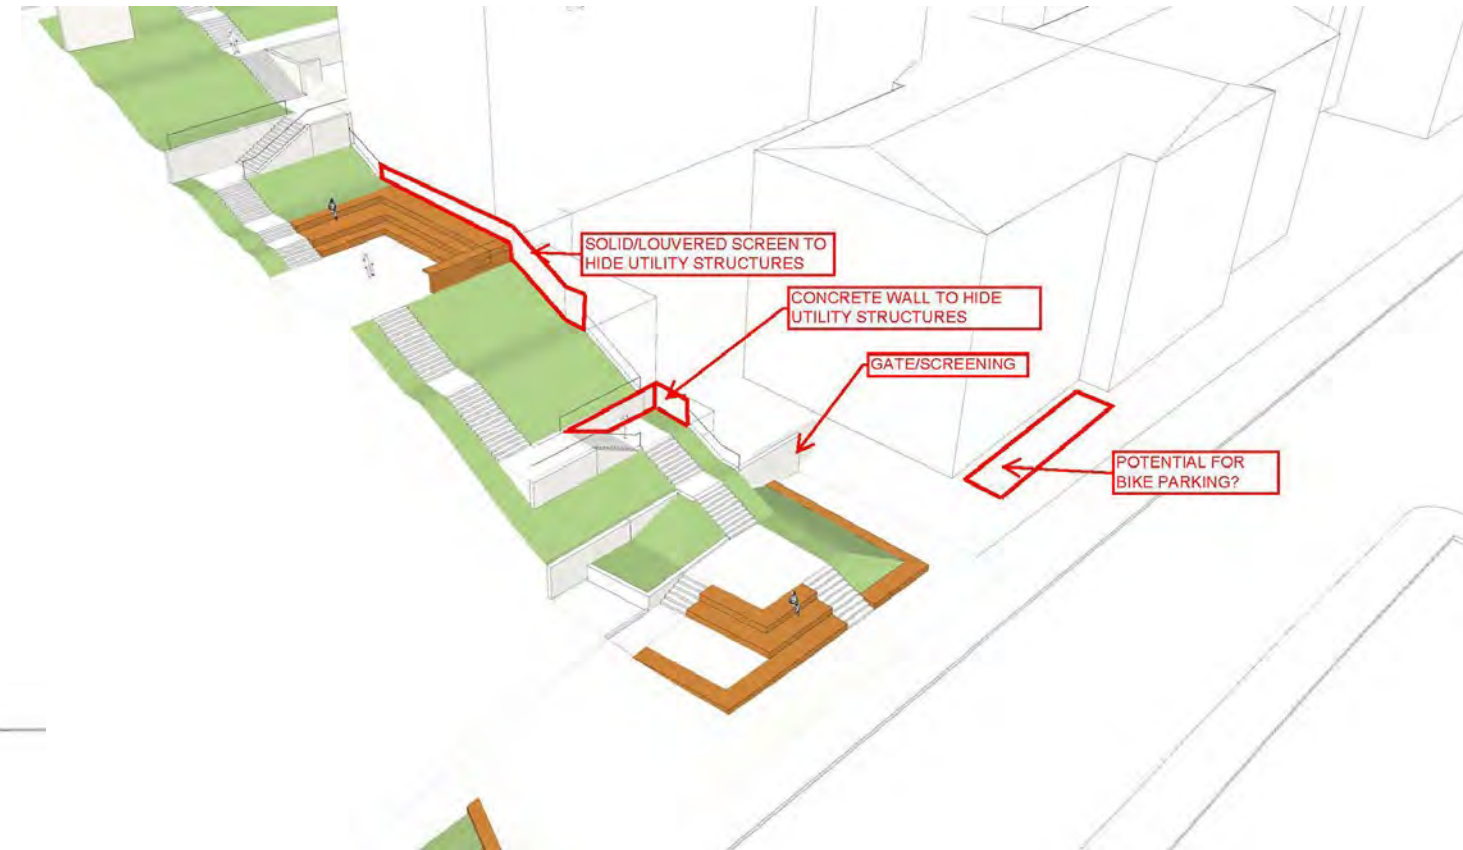 SOLID/LOUVERED SCREEN TO
HIDE UTILITY STRUCTURES
CONCRETE WALL TO HIDE
UTILITY STRUCTURES
GATE/SCREENING
POTENTIAL FOR
BIKE PARKING?